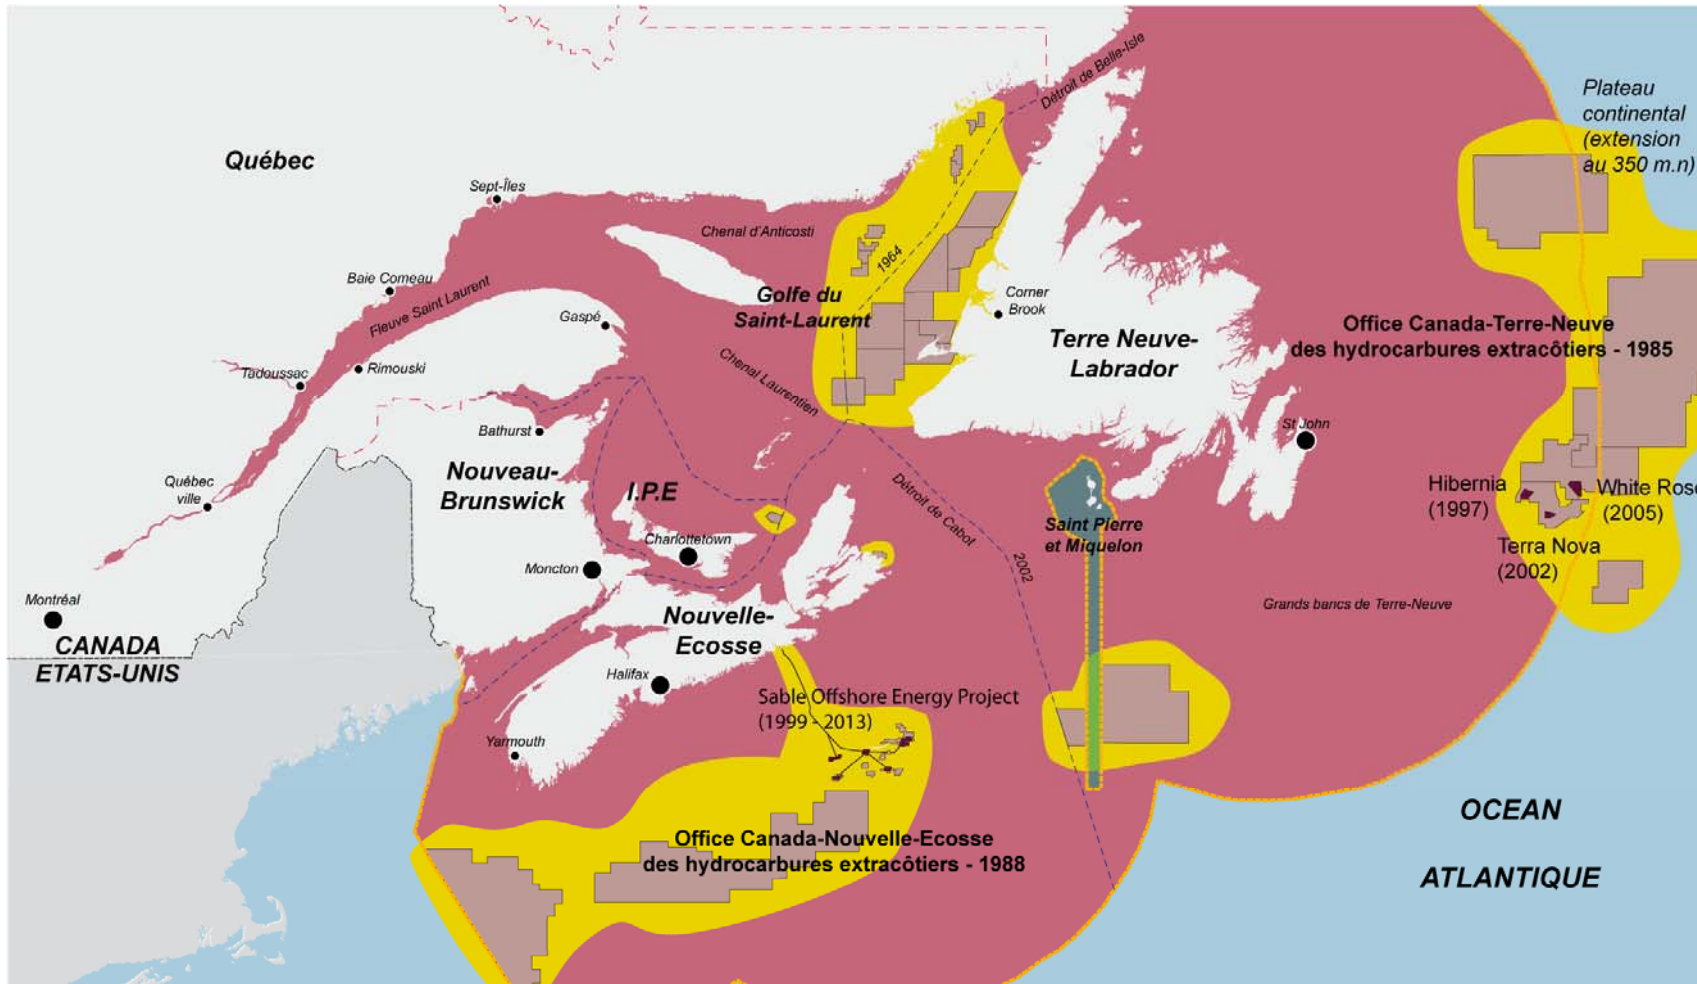 Plateau
continental
(extension
au 350 m.n)
Détroit de Belle-Isle
Québec
Sept-Îles
Chenal d'Anticosti
1964
Baie Comeau
Fleuve Saint Laurent
Golfe du
Saint-Laurent
Corner
Brook
Gaspé
Terre Neuve-
Labrador
Office Canada-Terre-Neuve
des hydrocarbures extracôtiers - 1985
Tadoussac
Rimouski
Chenal Laurentien
Bathurst
St John
Québec
ville
Nouveau-
Brunswick
I.P.E
Détroit de Cabot
Hibernia
(1997)
White Rose
(2005)
Saint Pierre
et Miquelon
Charlottetown
Moncton
Terra Nova
(2002)
2002
Montréal
Grands bancs de Terre-Neuve
CANADA
ETATS-UNIS
Nouvelle-
Ecosse
Halifax
Sable Offshore Energy Project
(1999 - 2013)
Yarmouth
OCEAN
ATLANTIQUE
Office Canada-Nouvelle-Ecosse
des hydrocarbures extracôtiers - 1988